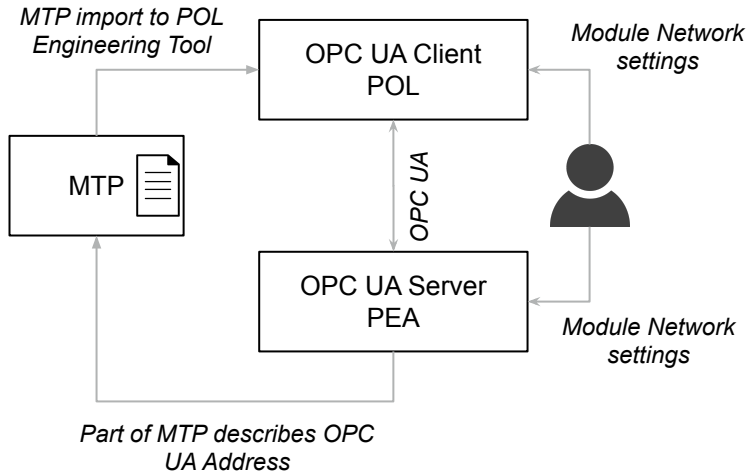 MTP import to POL
Engineering Tool
OPC UA Client
POL
Module Network
settings
MTP
OPC UA
OPC UA Server
PEA
Module Network
settings
Part of MTP describes OPC
UA Address